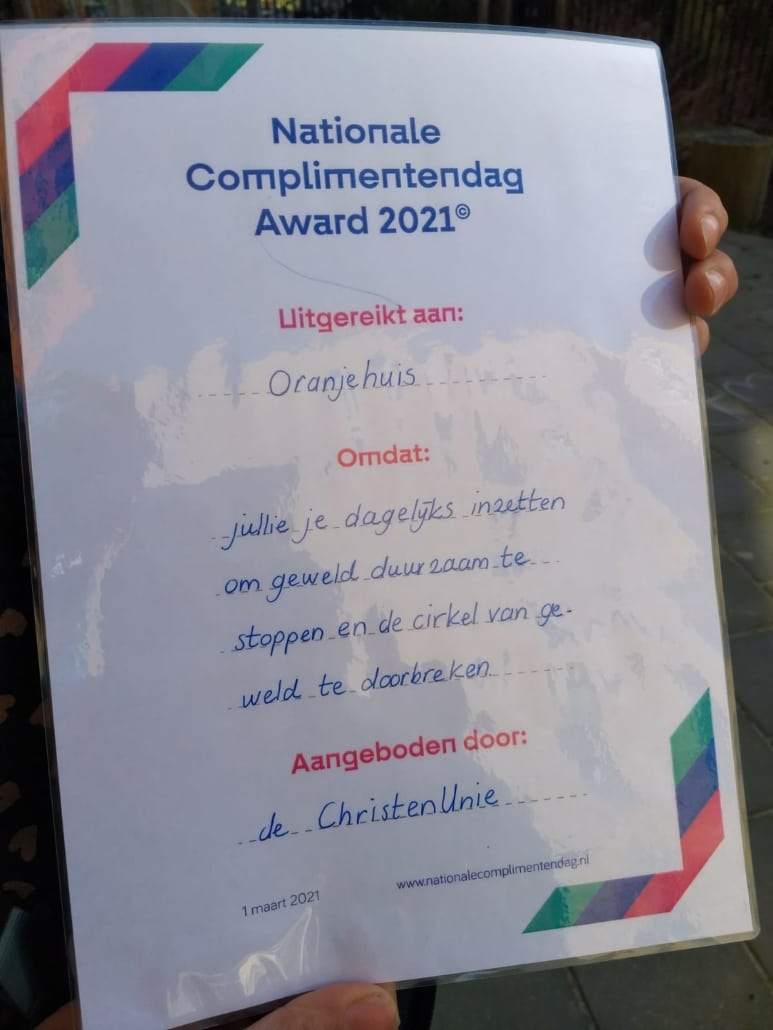 Nationale
Complimentendag
Award 2021©
Uitgereikt aan:
Oranjehuis
Omdat:
jullie je dagelijks inzetten
om geweld duurzaam te
stoppen en de cirkel van ge-
weld te doorbreken
Aangeboden door:
de ChristenUnie
www.nationalecomplimentendag.nl
1 maart 2021